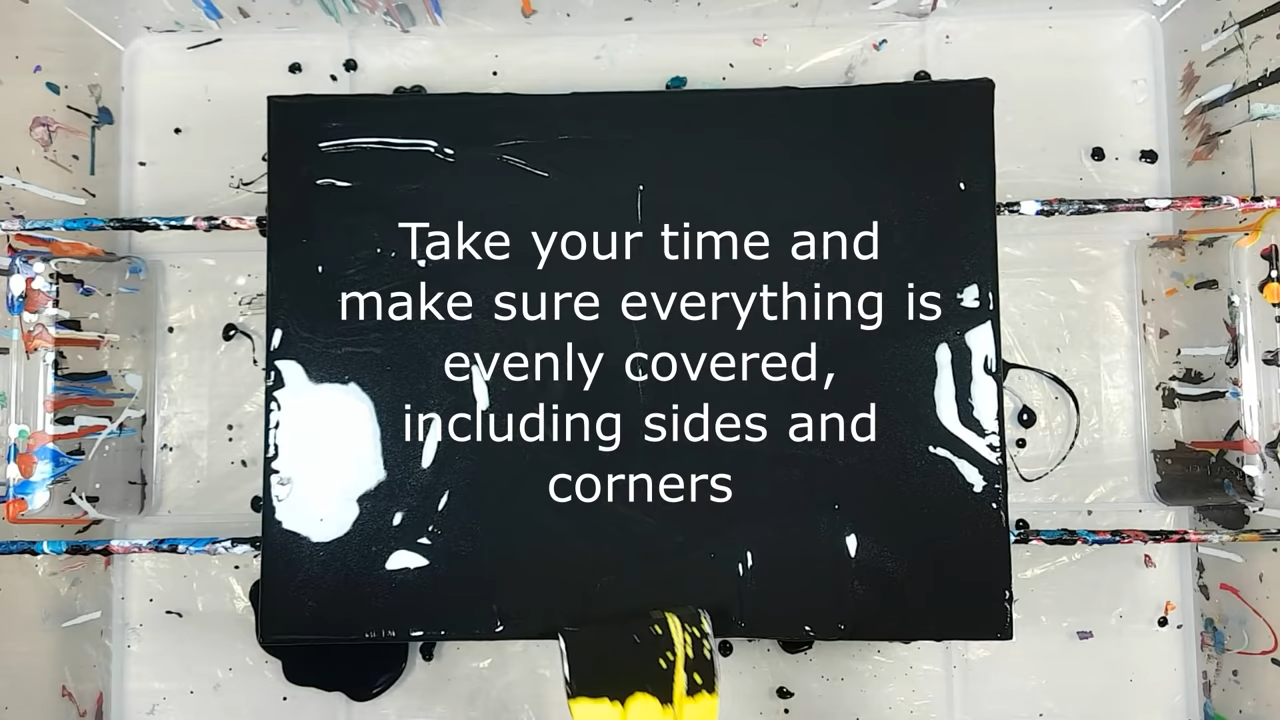 Take your time and
make sure everything is
evenly covered,
including sides and
corners